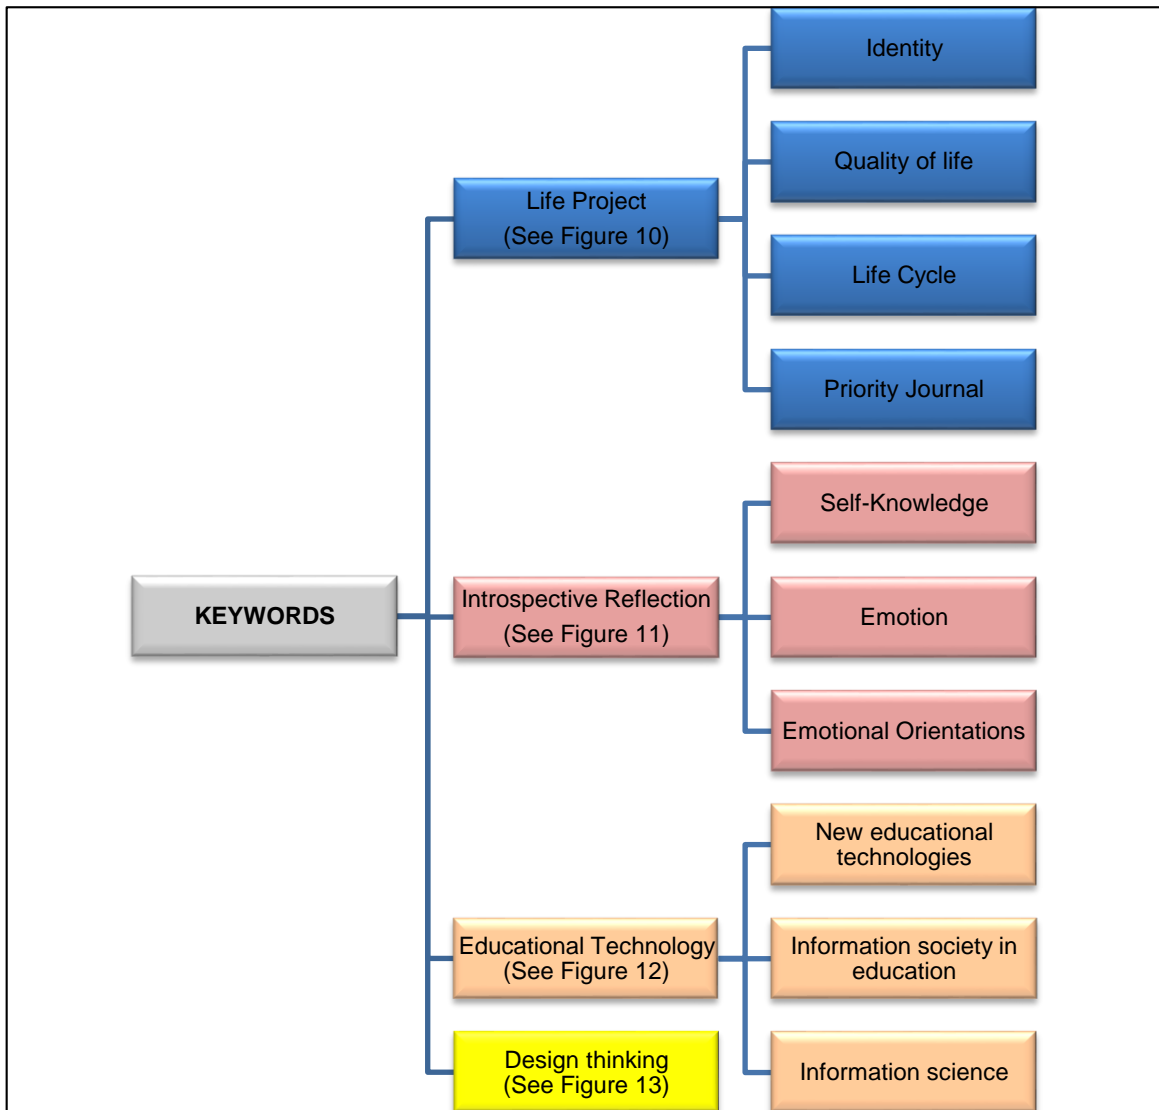 Identity
Quality of life
Life Project
(See Figure 10)
Life Cycle
Priority Journal
Self-Knowledge
KEYWORDS
Introspective Reflection
(See Figure 11)
Emotion
Emotional Orientations
New educational
technologies
Educational Technology
(See Figure 12)
Information society in
education
Design thinking
(See Figure 13)
Information science